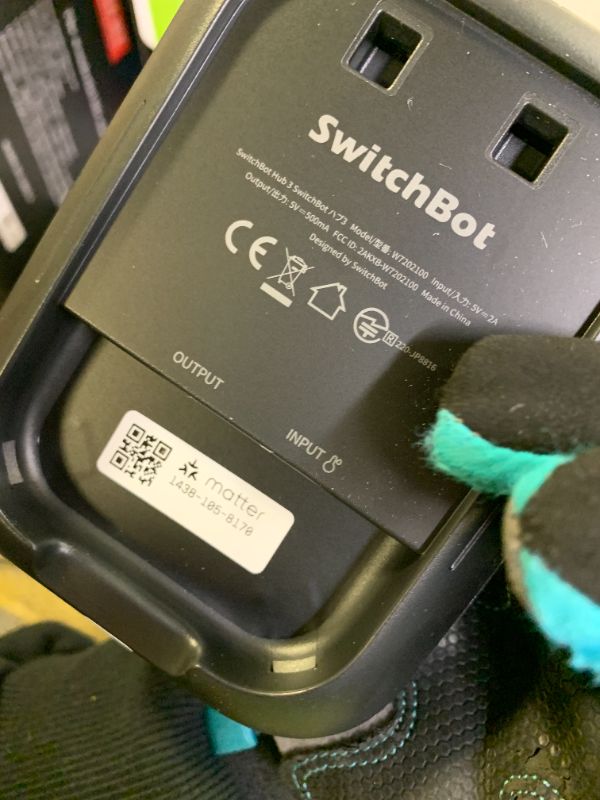 SwitchBot
SwitchBot Hub 3 SwitchBot ハブ3 Model/型番: W7202100 Input/入力: 5V⎓2A
Output/出力: 5V⎓500mA FCC ID: 2AKXB-W7202100 Made in China
Designed by SwitchBot
CE
R 220-JP8816
OUTPUT
INPUT
matter
1438-105-8170